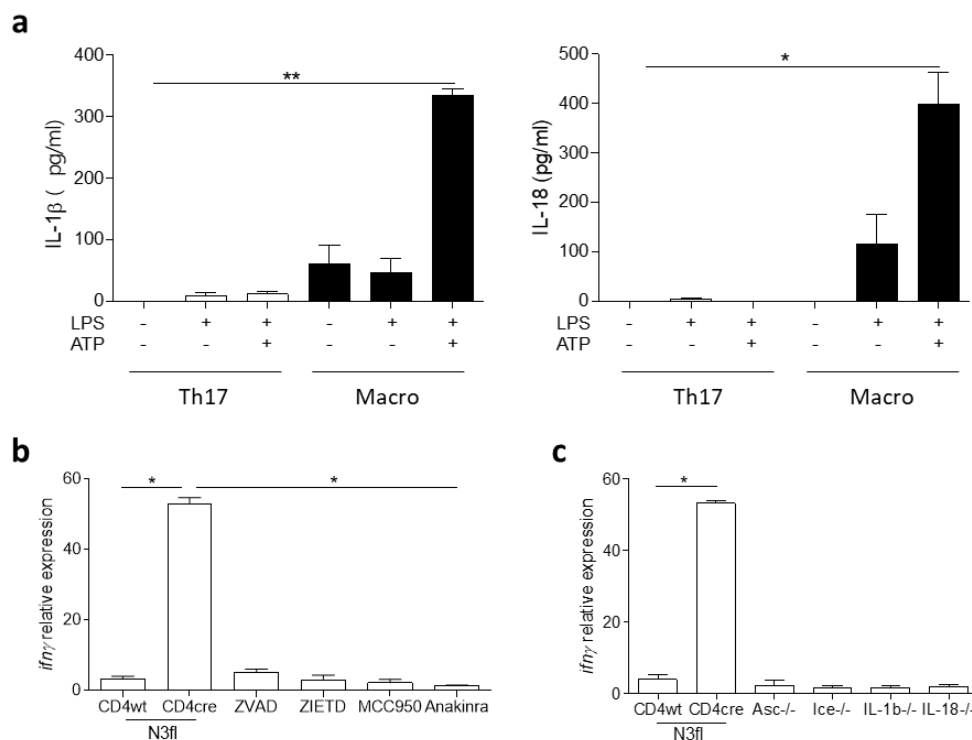 a
400
300
200
100
0
IL-1β ( pg/ml)
**
LPS - + + - + +
ATP - - + - - +
Th17 Macro
500
400
300
200
100
0
IL-18 (pg/ml)
*
LPS - + + - + +
ATP - - + - - +
Th17 Macro
b
60
40
20
0
ifnγ relative expression
* *
CD4wt CD4cre ZVAD ZIETD MCC950 Anakinra
N3fl
c
60
40
20
0
ifnγ relative expression
*
CD4wt CD4cre Asc-/- Ice-/- IL-1b-/- IL-18-/-
N3fl